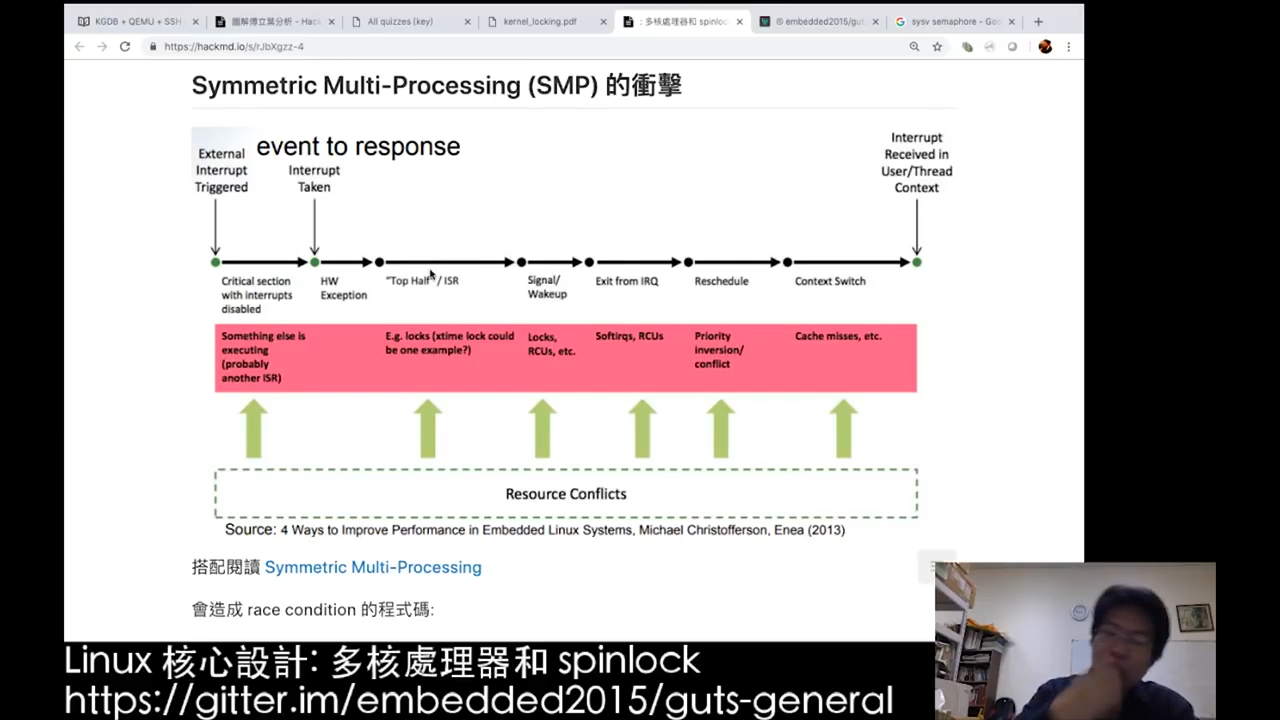 KGDB + QEMU + SSH
圖解傅立葉分析 - Hack
All quizzes (key)
kernel_locking.pdf
: 多核處理器和 spinloc
embedded2015/gut
sysv semaphore - Goo
https://hackmd.io/s/rJbXgzz-4
Symmetric Multi-Processing (SMP) 的衝擊
event to response
External
Interrupt
Triggered
Interrupt
Taken
Interrupt
Received in
User/Thread
Context
Critical section
with interrupts
disabled
HW
Exception
"Top Half" / ISR
Signal/
Wakeup
Exit from IRQ
Reschedule
Context Switch
Something else is
executing
(probably
another ISR)
E.g. locks (xtime lock could
be one example?)
Locks,
RCUs, etc.
Softirqs, RCUs
Priority
inversion/
conflict
Cache misses, etc.
Resource Conflicts
Source: 4 Ways to Improve Performance in Embedded Linux Systems, Michael Christofferson, Enea (2013)
搭配閱讀 Symmetric Multi-Processing
會造成 race condition 的程式碼:
Linux 核心設計: 多核處理器和 spinlock
https://gitter.im/embedded2015/guts-general